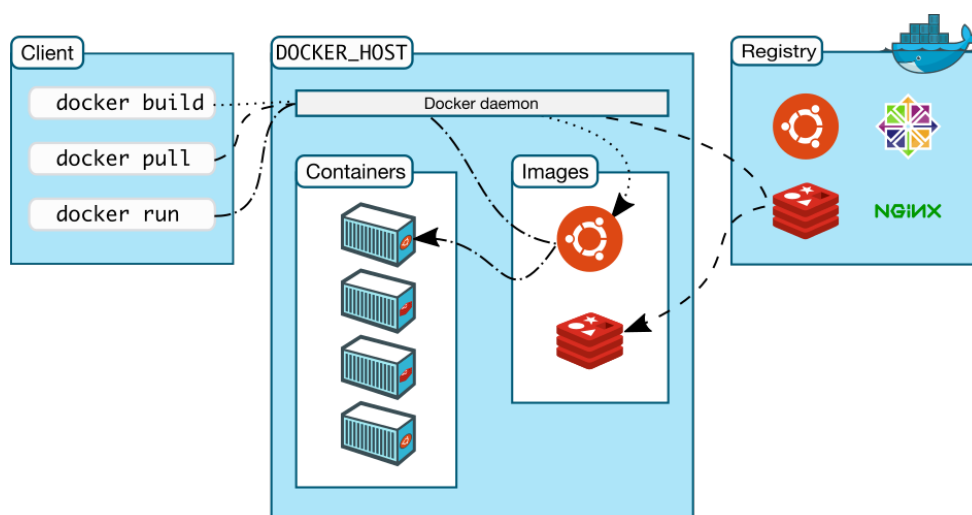 Client
docker build
docker pull
docker run
DOCKER_HOST
Docker daemon
Containers
Images
Registry
NGINX